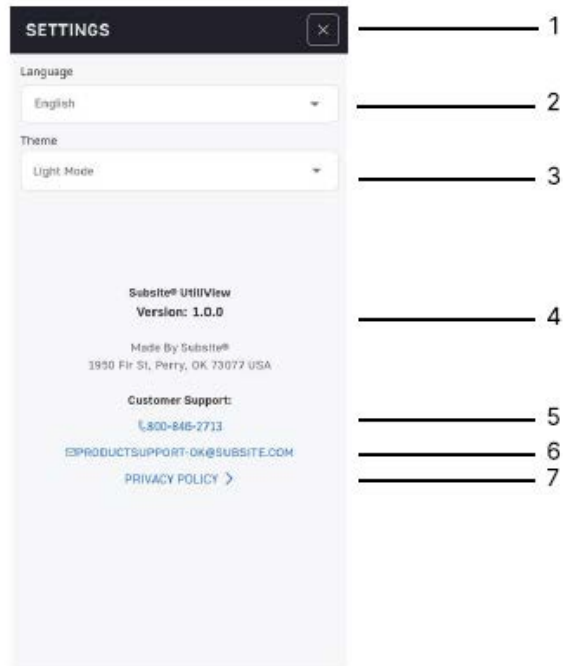 SETTINGS
1
Language
English
2
Theme
Light Mode
3
Subsite® UtiliView
Version: 1.0.0
4
Made By Subsite®
1950 Fir St, Perry, OK 73077 USA
Customer Support:
800-846-2713
5
PRODUCTSUPPORT-OK@SUBSITE.COM
6
PRIVACY POLICY
7